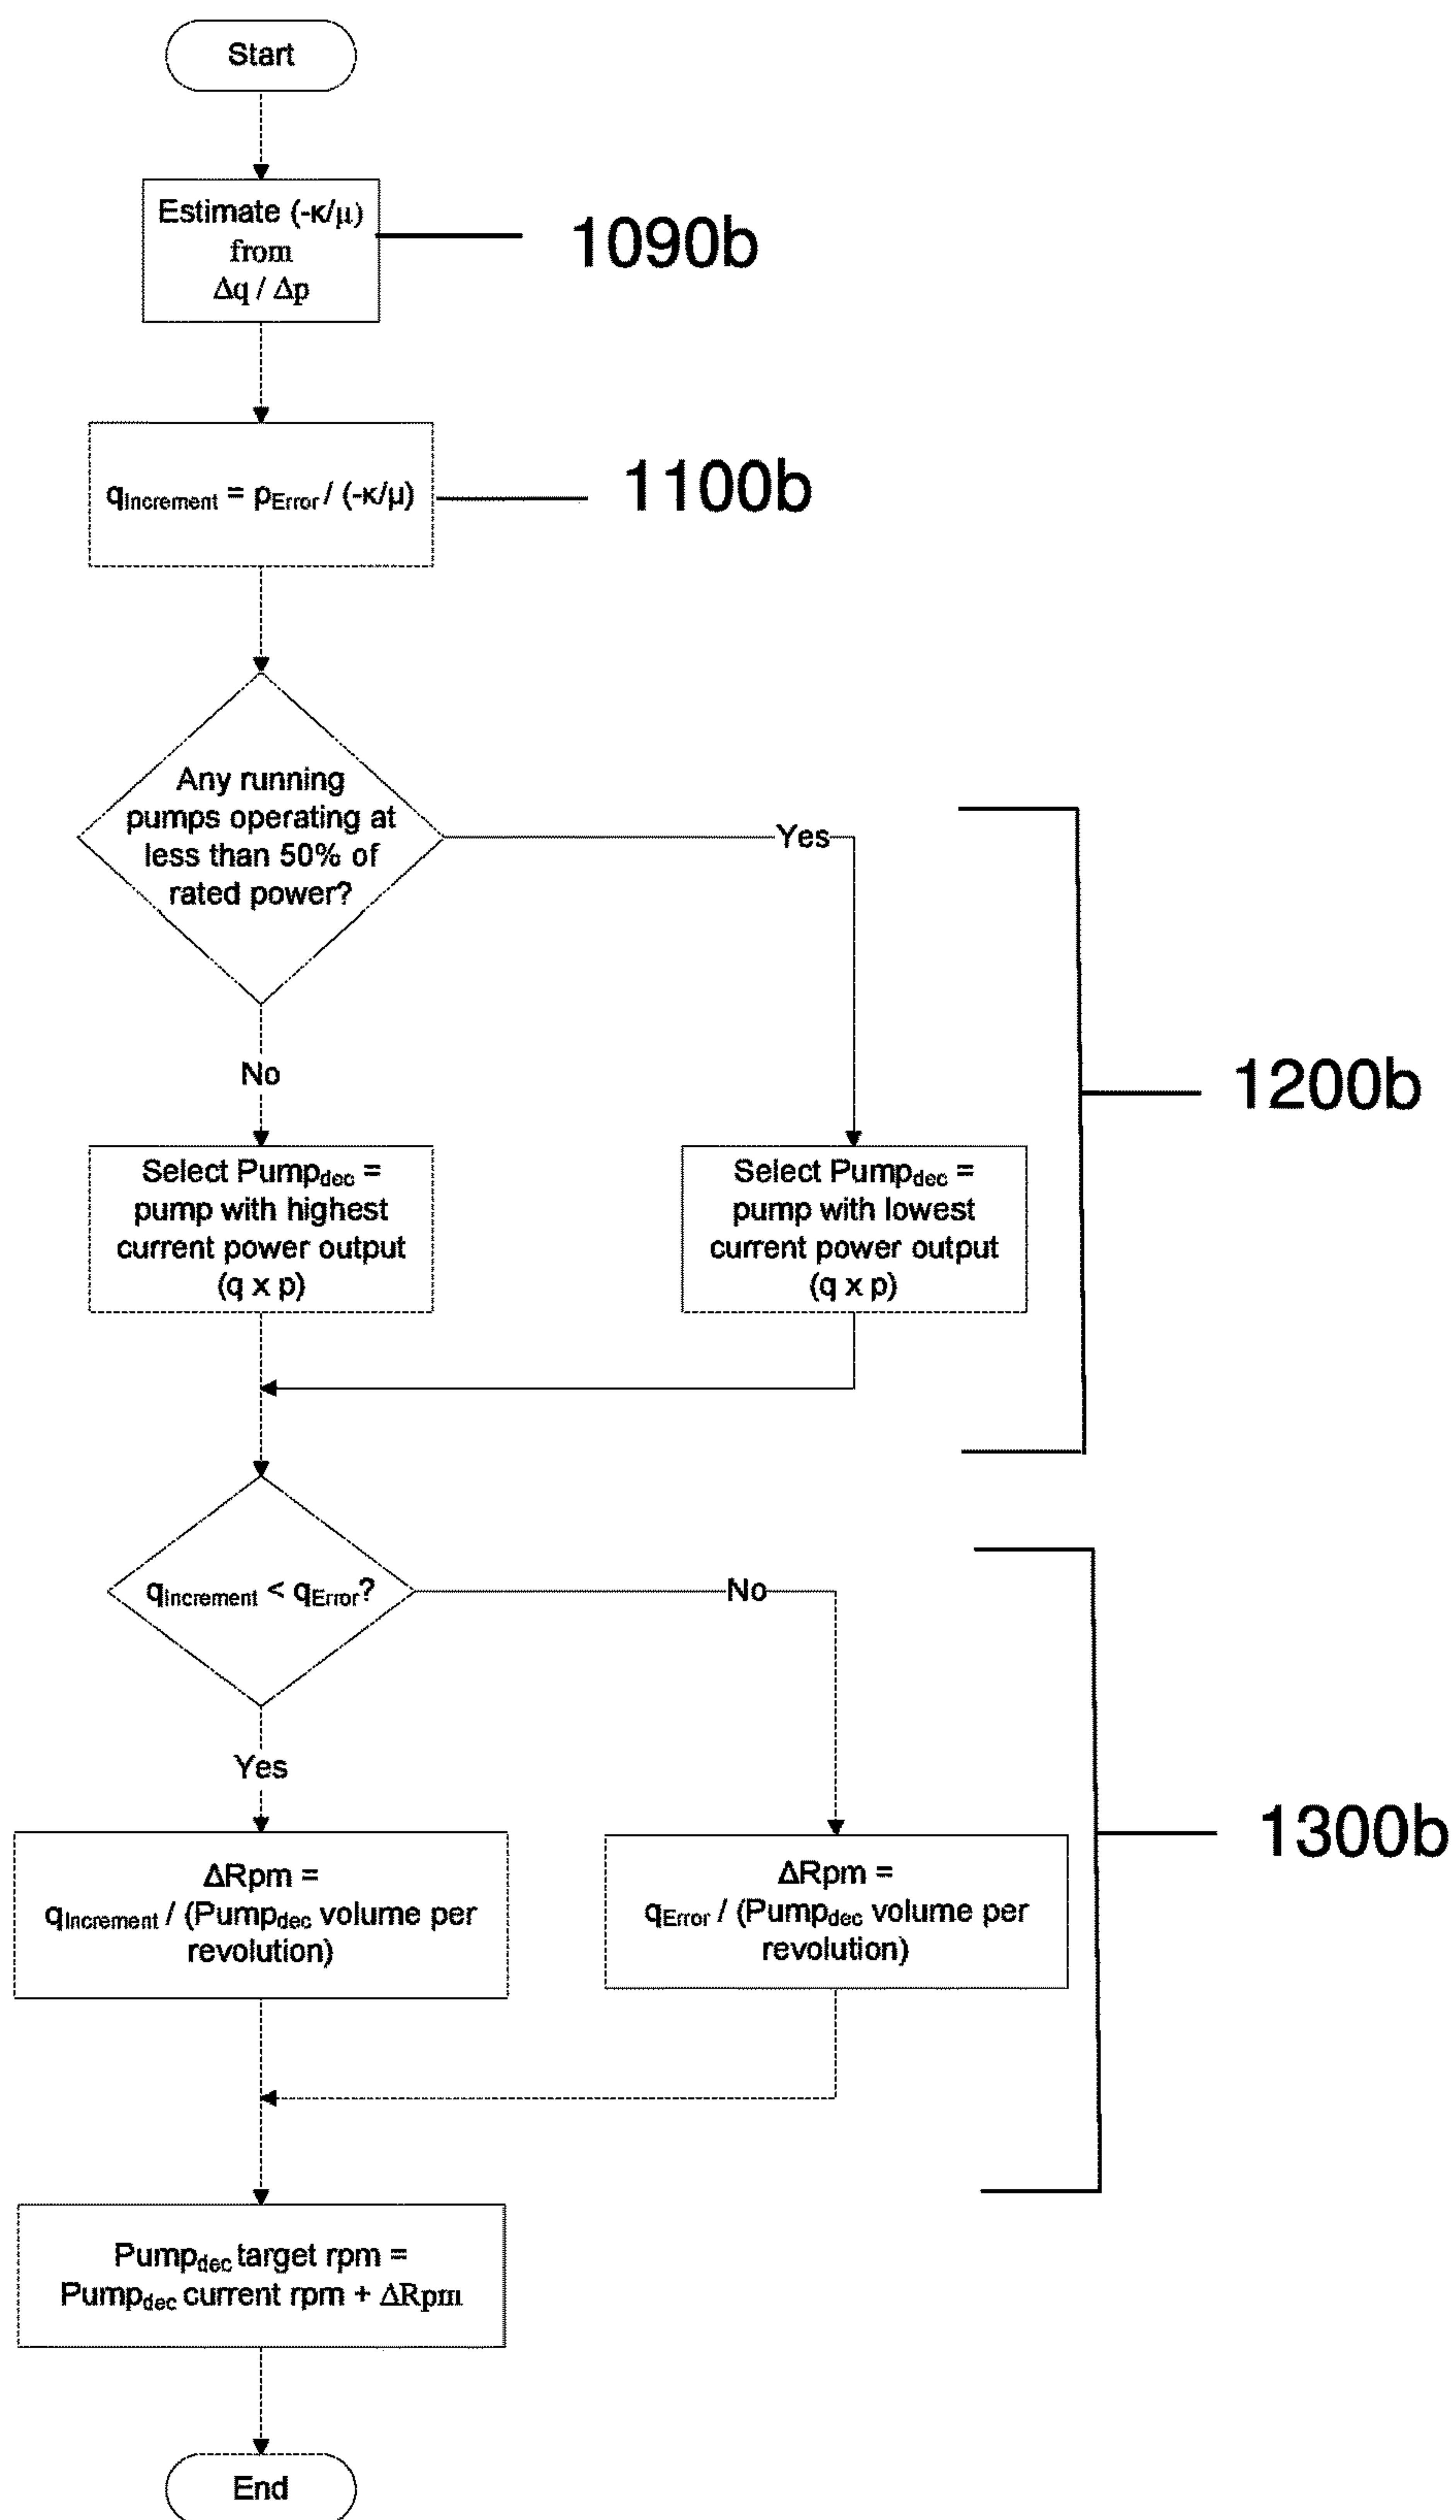 Start
Estimate (-κ/μ)
from
Δq / Δp
1090b
qIncrement = pError / (-κ/μ)
1100b
Any running
pumps operating at
less than 50% of
rated power?
Yes
No
1200b
Select Pumpdec =
pump with highest
current power output
(q x p)
Select Pumpdec =
pump with lowest
current power output
(q x p)
qIncrement < qError?
No
Yes
1300b
ΔRpm =
qIncrement / (Pumpdec volume per
revolution)
ΔRpm =
qError / (Pumpdec volume per
revolution)
Pumpdec target rpm =
Pumpdec current rpm + ΔRpm
End